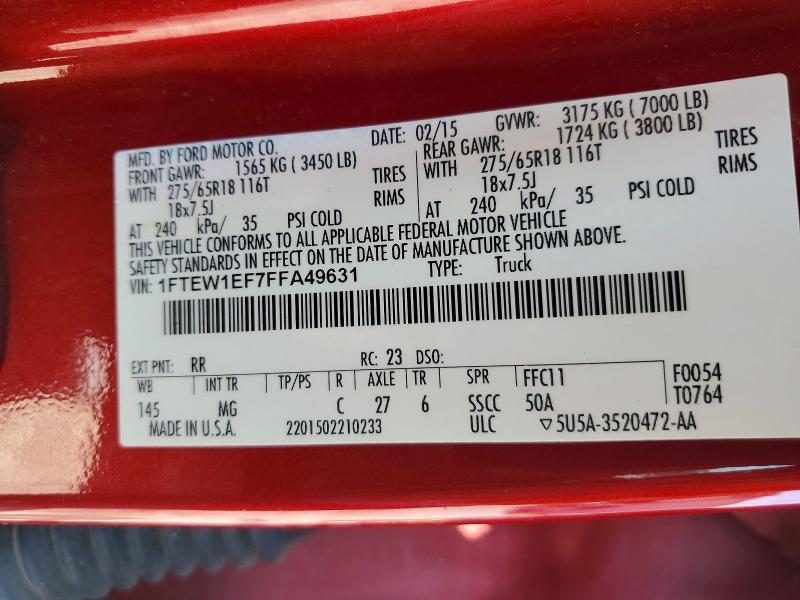 MFD. BY FORD MOTOR CO. DATE: 02/15 GVWR: 3175 KG ( 7000 LB)
FRONT GAWR: 1565 KG ( 3450 LB) REAR GAWR: 1724 KG ( 3800 LB)
WITH 275/65R18 116T TIRES WITH 275/65R18 116T TIRES
18x7.5J RIMS 18x7.5J RIMS
AT 240 kPa/ 35 PSI COLD AT 240 kPa/ 35 PSI COLD
THIS VEHICLE CONFORMS TO ALL APPLICABLE FEDERAL MOTOR VEHICLE
SAFETY STANDARDS IN EFFECT ON THE DATE OF MANUFACTURE SHOWN ABOVE.
VIN: 1FTEW1EF7FFA49631 TYPE: Truck
EXT PNT: RR RC: 23 DSO:
WB INT TR TP/PS R AXLE TR SPR FFC11 F0054
145 MG C 27 6 SSCC 50A T0764
MADE IN U.S.A. 2201502210233 ULC ▽5U5A-3520472-AA